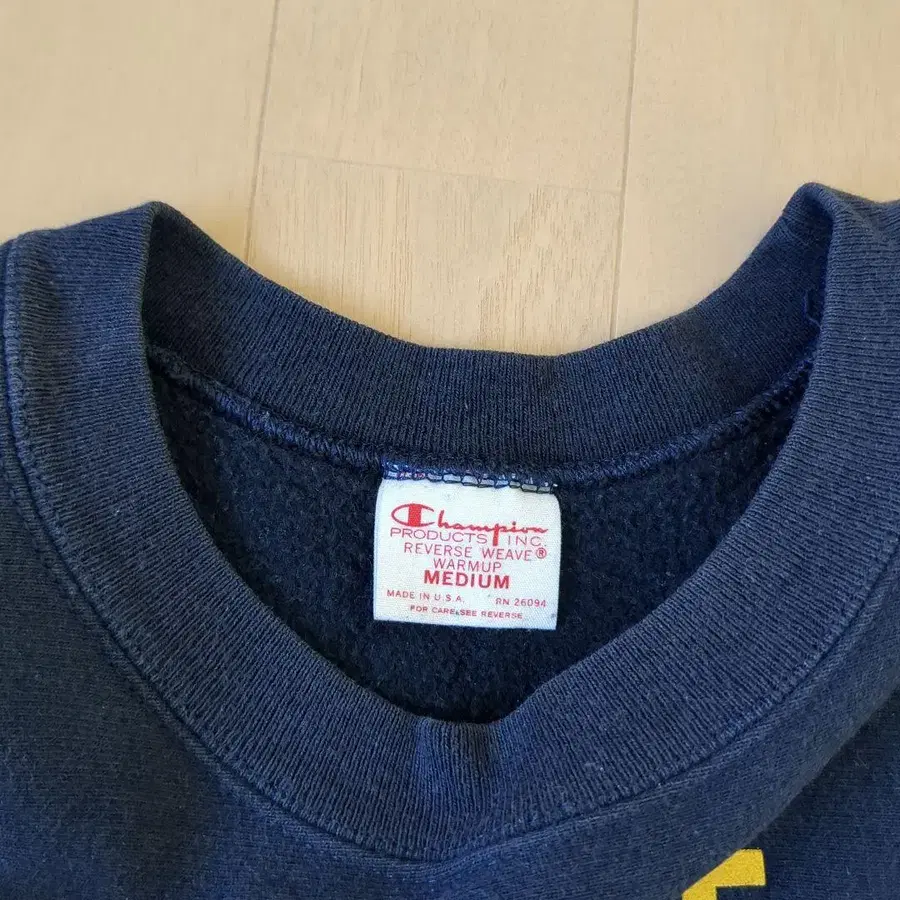 Champion
PRODUCTS INC.
REVERSE WEAVE®
WARMUP
MEDIUM
MADE IN U.S.A. RN 26094
FOR CARE, SEE REVERSE